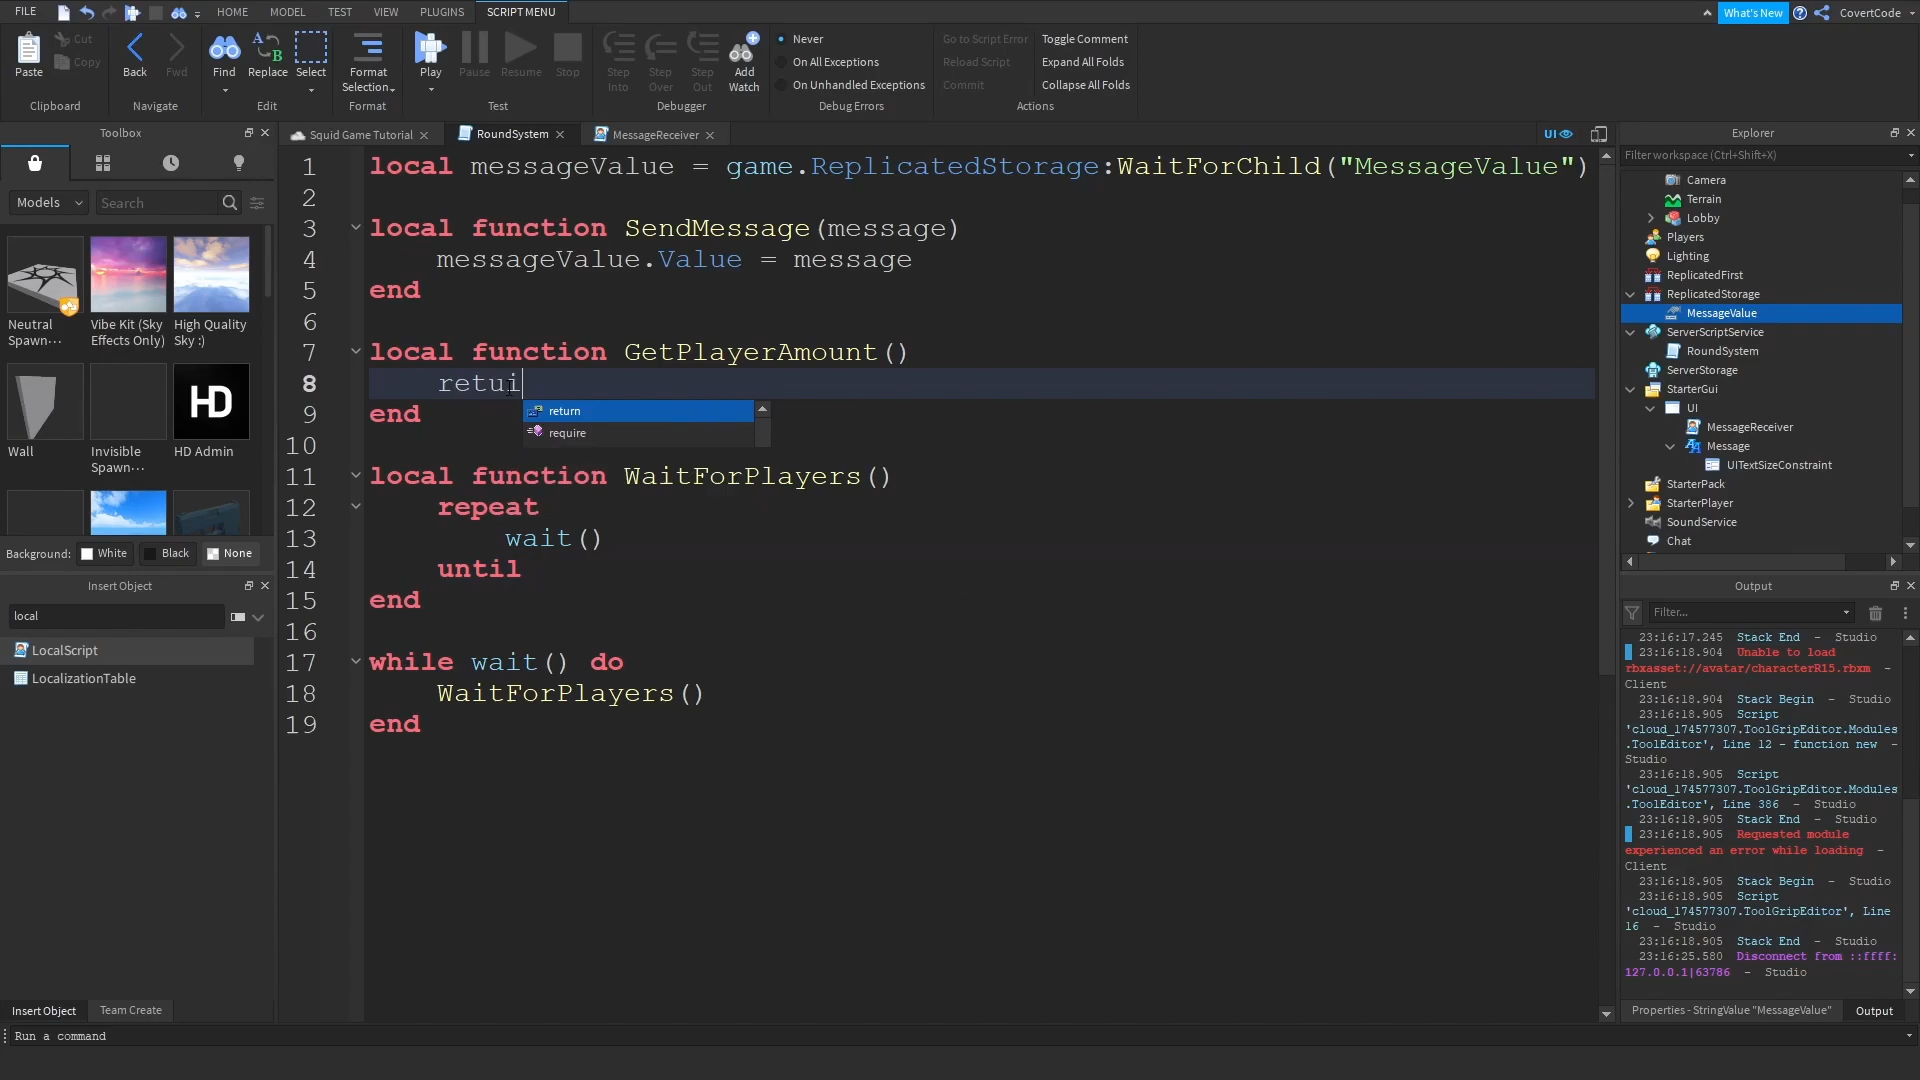 FILE HOME MODEL TEST VIEW PLUGINS SCRIPT MENU What's New CovertCode
Paste Cut Copy Back Fwd Find Replace Select Format Selection Play Pause Resume Stop Step Into Step Over Step Out Add Watch
Never
On All Exceptions
On Unhandled Exceptions
Go to Script Error
Reload Script
Commit
Toggle Comment
Expand All Folds
Collapse All Folds
Clipboard Navigate Edit Format Test Debugger Debug Errors Actions
Toolbox
Models Search
Neutral Spawn···
Vibe Kit (Sky Effects Only)
High Quality Sky :)
Wall
Invisible Spawn···
HD
HD Admin
Background: White Black None
Insert Object
local
LocalScript
LocalizationTable
Insert Object Team Create
Run a command
Squid Game Tutorial RoundSystem MessageReceiver UI
1 local messageValue = game.ReplicatedStorage:WaitForChild("MessageValue")
2
3 local function SendMessage(message)
4 messageValue.Value = message
5 end
6
7 local function GetPlayerAmount()
8 retui
9 end
return
require
10
11 local function WaitForPlayers()
12 repeat
13 wait()
14 until
15 end
16
17 while wait() do
18 WaitForPlayers()
19 end
Explorer
Filter workspace (Ctrl+Shift+X)
Camera
Terrain
Lobby
Players
Lighting
ReplicatedFirst
ReplicatedStorage
MessageValue
ServerScriptService
RoundSystem
ServerStorage
StarterGui
UI
MessageReceiver
Message
UITextSizeConstraint
StarterPack
StarterPlayer
SoundService
Chat
Output
Filter...
23:16:17.245 Stack End - Studio
23:16:18.904 Unable to load
rbxasset://avatar/characterR15.rbxm -
Client
23:16:18.904 Stack Begin - Studio
23:16:18.905 Script
'cloud_174577307.ToolGripEditor.Modules
.ToolEditor', Line 12 - function new -
Studio
23:16:18.905 Script
'cloud_174577307.ToolGripEditor.Modules
.ToolEditor', Line 386 - Studio
23:16:18.905 Stack End - Studio
23:16:18.905 Requested module
experienced an error while loading -
Client
23:16:18.905 Stack Begin - Studio
23:16:18.905 Script
'cloud_174577307.ToolGripEditor', Line
16 - Studio
23:16:18.905 Stack End - Studio
23:16:25.580 Disconnect from ::ffff:
127.0.0.1|63786 - Studio
Properties - StringValue "MessageValue" Output